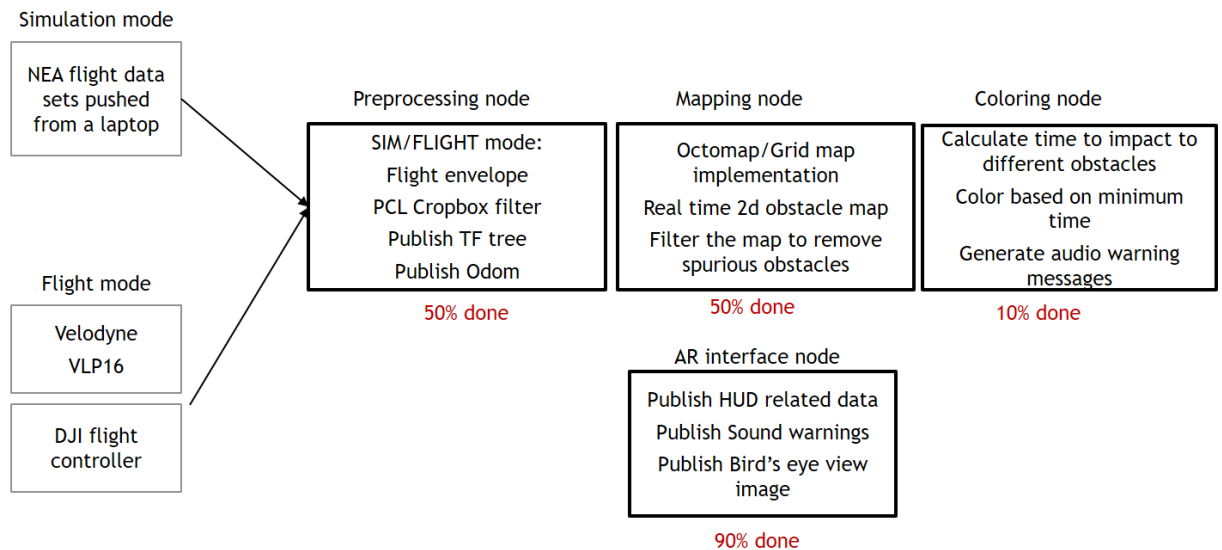 Simulation mode
NEA flight data
sets pushed
from a laptop
Flight mode
Velodyne
VLP16
DJI flight
controller
Preprocessing node
SIM/FLIGHT mode:
Flight envelope
PCL Cropbox filter
Publish TF tree
Publish Odom
50% done
Mapping node
Octomap/Grid map
implementation
Real time 2d obstacle map
Filter the map to remove
spurious obstacles
50% done
Coloring node
Calculate time to impact to
different obstacles
Color based on minimum
time
Generate audio warning
messages
10% done
AR interface node
Publish HUD related data
Publish Sound warnings
Publish Bird’s eye view
image
90% done